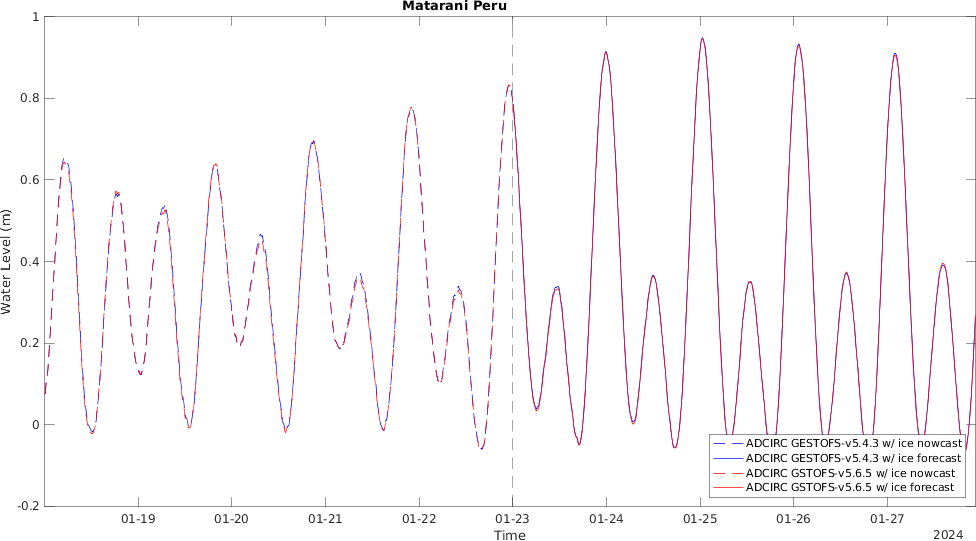 Matarani Peru
1
0.8
0.6
0.4
0.2
0
-0.2
Water Level (m)
ADCIRC GESTOFS-v5.4.3 w/ ice nowcast
ADCIRC GESTOFS-v5.4.3 w/ ice forecast
ADCIRC GSTOFS-v5.6.5 w/ ice nowcast
ADCIRC GSTOFS-v5.6.5 w/ ice forecast
01-19 01-20 01-21 01-22 01-23 01-24 01-25 01-26 01-27
Time
2024